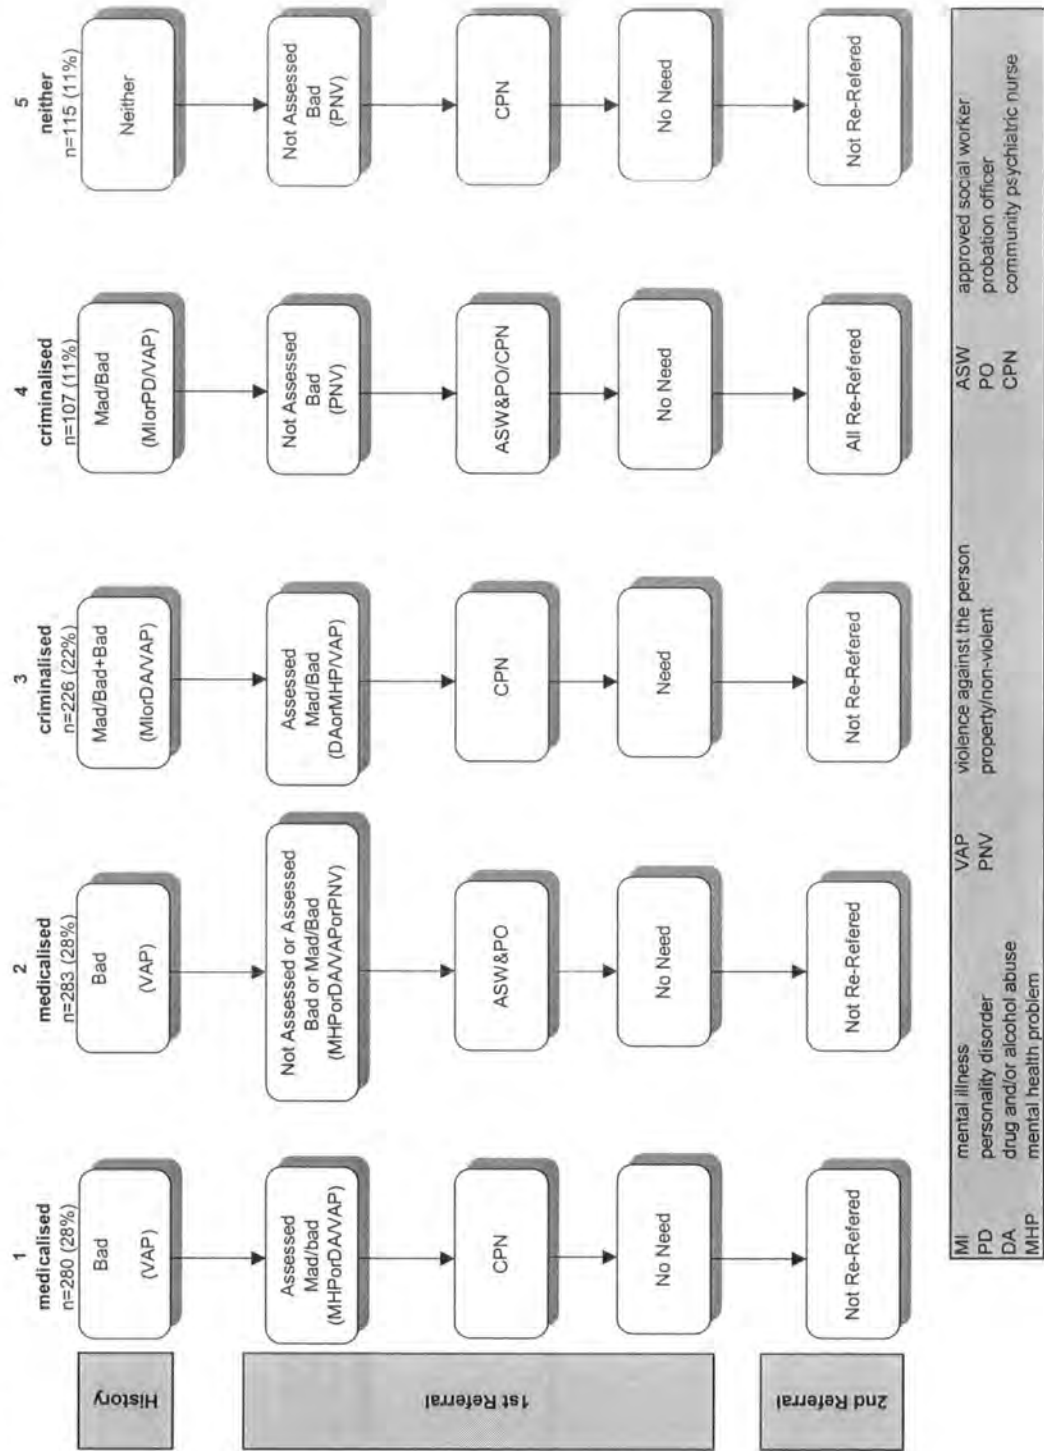 1
medicalised
n=280 (28%)
2
medicalised
n=283 (28%)
3
criminalised
n=226 (22%)
4
criminalised
n=107 (11%)
5
neither
n=115 (11%)
History
Bad
(VAP)
Bad
(VAP)
Mad/Bad+Bad
(MIorDA/VAP)
Mad/Bad
(MIorPD/VAP)
Neither
1st Referral
Assessed
Mad/bad
(MHPorDA/VAP)
Not Assessed or Assessed
Bad or Mad/Bad
(MHPorDA/VAPorPNV)
Assessed
Mad/Bad
(DAorMHP/VAP)
Not Assessed
Bad
(PNV)
Not Assessed
Bad
(PNV)
CPN
ASW&PO
CPN
ASW&PO/CPN
CPN
No Need
No Need
Need
No Need
No Need
2nd Referral
Not Re-Refered
Not Re-Refered
Not Re-Refered
All Re-Refered
Not Re-Refered
MI mental illness VAP violence against the person ASW approved social worker
PD personality disorder PNV property/non-violent PO probation officer
DA drug and/or alcohol abuse CPN community psychiatric nurse
MHP mental health problem